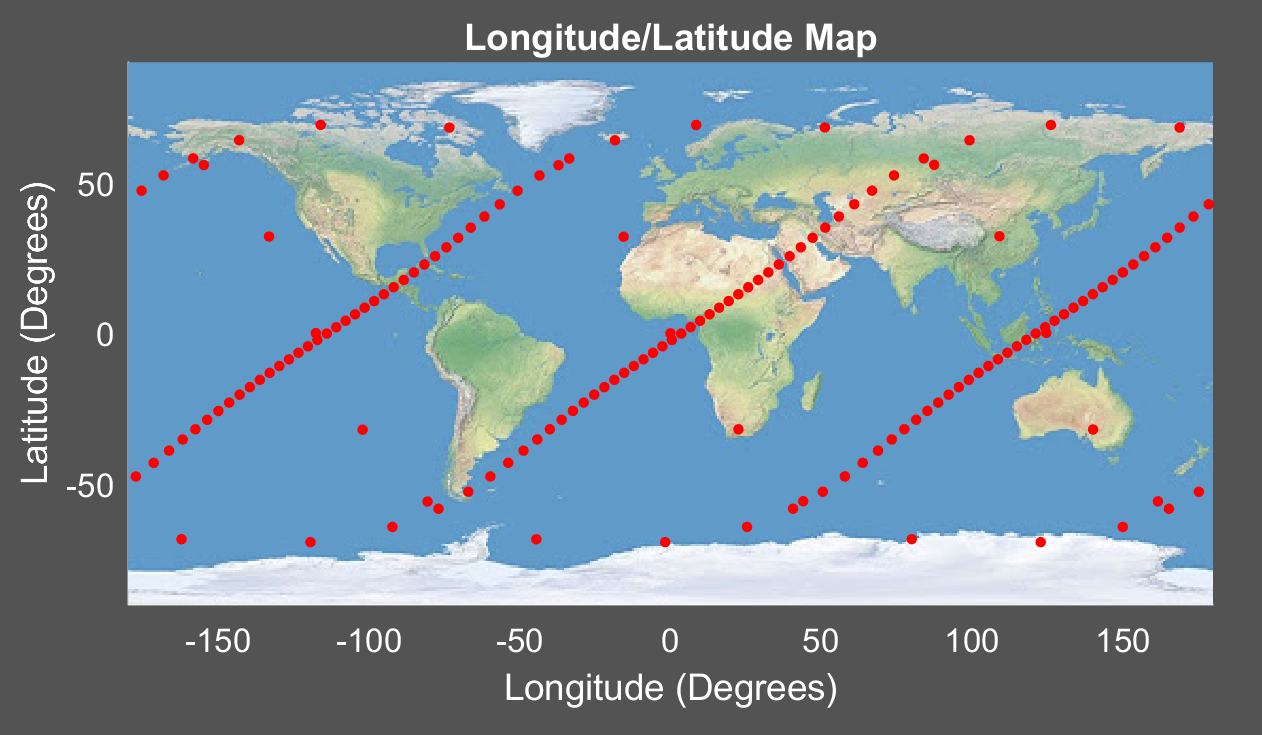 Longitude/Latitude Map
50
0
-50
Latitude (Degrees)
-150 -100 -50 0 50 100 150
Longitude (Degrees)